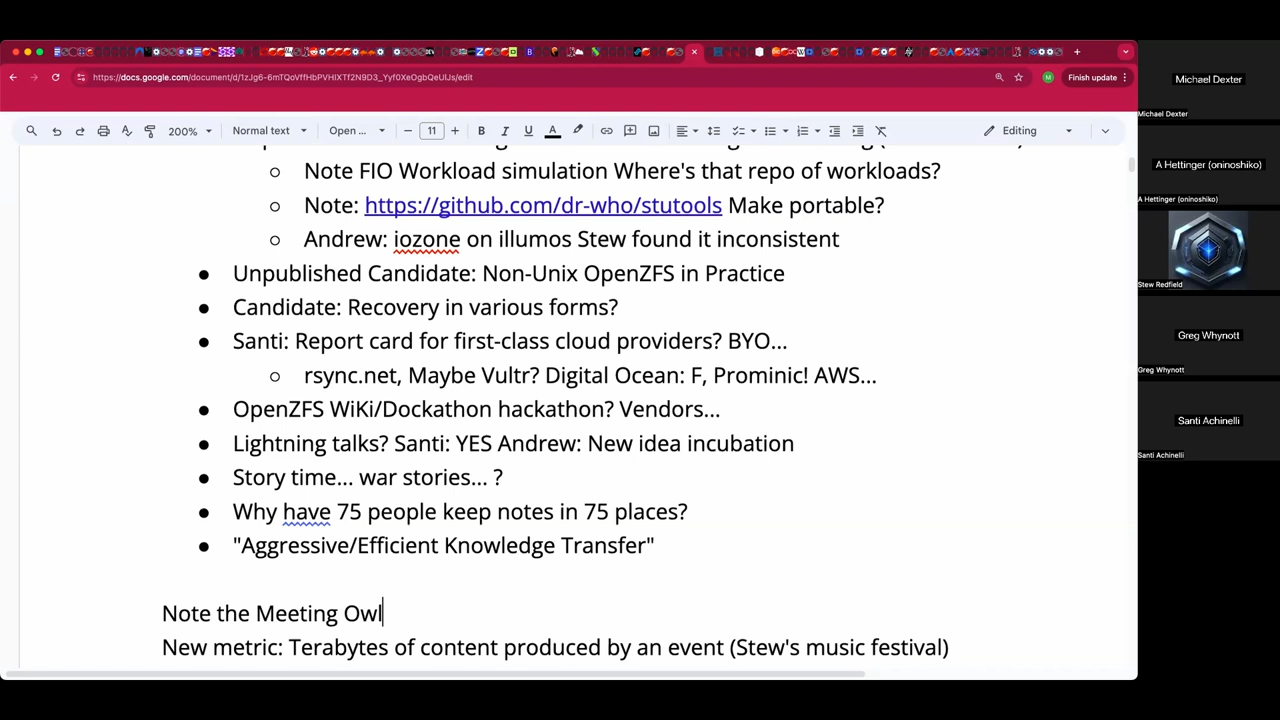 https://docs.google.com/document/d/1zJg6-6mTQoVffHbPVHIXTf2N9D3_Yyf0XeOgbQeUIJs/edit
M
Finish update
200%
Normal text
Open ...
11
Editing
Note FIO Workload simulation Where's that repo of workloads?
Note: https://github.com/dr-who/stutools Make portable?
Andrew: iozone on illumos Stew found it inconsistent
Unpublished Candidate: Non-Unix OpenZFS in Practice
Candidate: Recovery in various forms?
Santi: Report card for first-class cloud providers? BYO...
rsync.net, Maybe Vultr? Digital Ocean: F, Prominic! AWS...
OpenZFS WiKi/Dockathon hackathon? Vendors...
Lightning talks? Santi: YES Andrew: New idea incubation
Story time... war stories... ?
Why have 75 people keep notes in 75 places?
"Aggressive/Efficient Knowledge Transfer"
Note the Meeting Owl
New metric: Terabytes of content produced by an event (Stew's music festival)
Michael Dexter
Michael Dexter
A Hettinger (oninoshiko)
A Hettinger (oninoshiko)
Stew Redfield
Greg Whynott
Greg Whynott
Santi Achinelli
Santi Achinelli